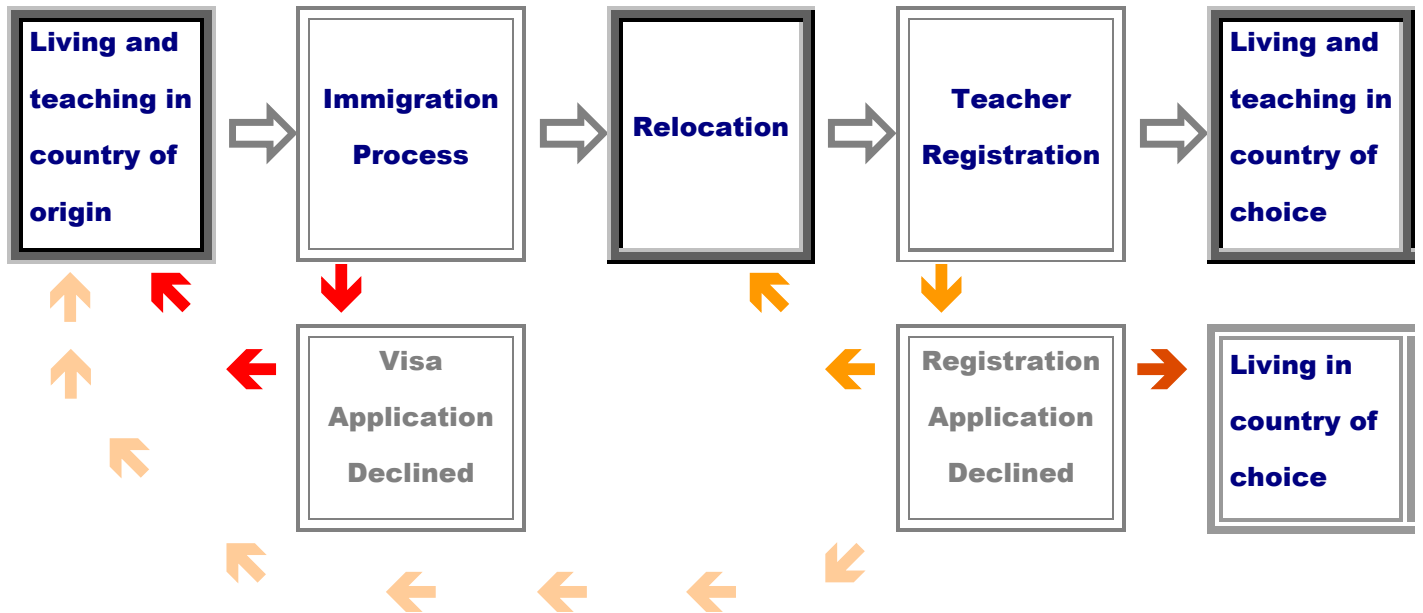 Living and
teaching in
country of
origin
Immigration
Process
Relocation
Teacher
Registration
Living and
teaching in
country of
choice
Visa
Application
Declined
Registration
Application
Declined
Living in
country of
choice